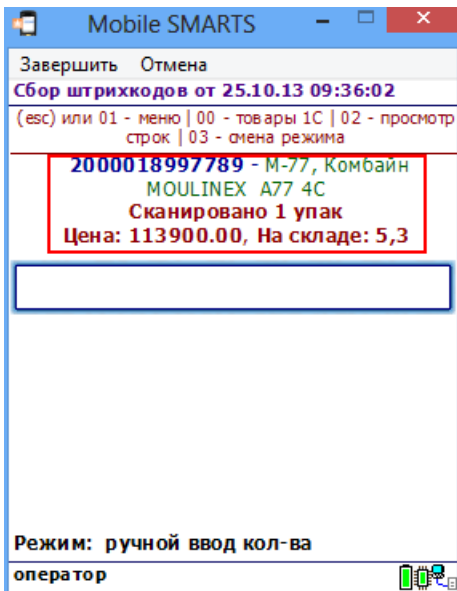 Mobile SMARTS
Завершить Отмена
Сбор штрихкодов от 25.10.13 09:36:02
(esc) или 01 - меню | 00 - товары 1С | 02 - просмотр
строк | 03 - смена режима
2000018997789 - М-77, Комбайн
MOULINEX A77 4C
Сканировано 1 упак
Цена: 113900.00, На складе: 5,3
Режим: ручной ввод кол-ва
оператор